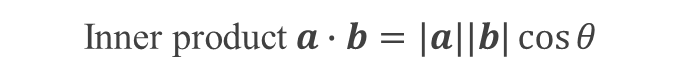 Inner product a · b = |a||b| cos θ